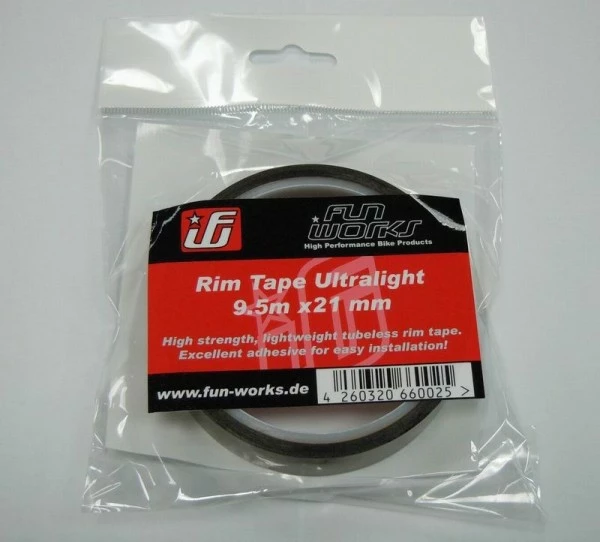 FUN
WORKS
High Performance Bike Products
Rim Tape Ultralight
9.5m x21 mm
High strength, lightweight tubeless rim tape.
Excellent adhesive for easy installation!
www.fun-works.de
4 260320 660025 >